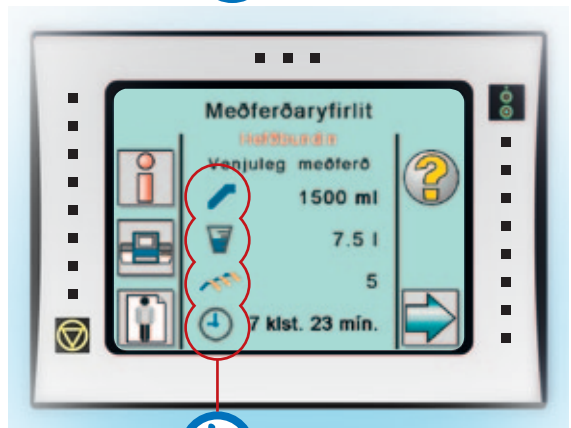 Meðferðaryfirlit
Venjuleg meðferð
1500 ml
7.5 l
5
7 klst. 23 mín.